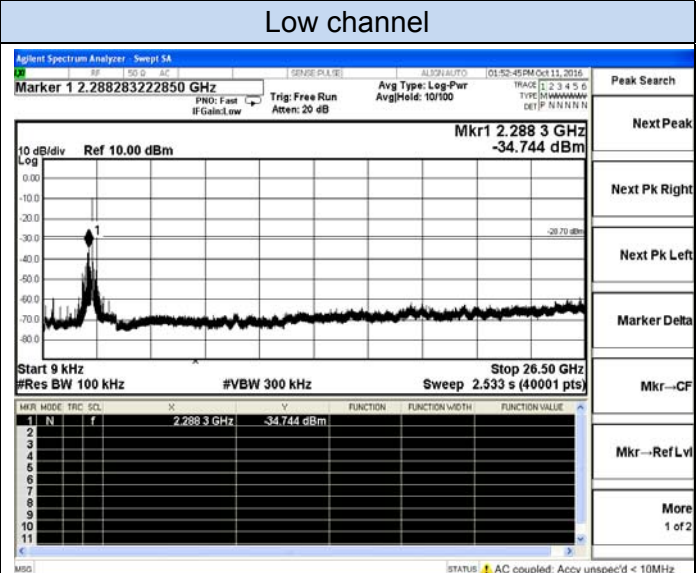 Low channel
Agilent Spectrum Analyzer - Swept SA
RF 50 Ω AC SENSE:PULSE ALIGN AUTO 01:52:45 PM Oct 11, 2016
Marker 1 2.288283222850 GHz
PNO: Fast
IFGain:Low
Trig: Free Run
Atten: 20 dB
Avg Type: Log-Pwr
Avg|Hold: 10/100
TRACE 1 2 3 4 5 6
TYPE M
DET P N N N N N
Mkr1 2.288 3 GHz
-34.744 dBm
10 dB/div Ref 10.00 dBm
Log
0.00
-10.0
-20.0
-30.0
-40.0
-50.0
-60.0
-70.0
-80.0
1
-28.70 dBm
Start 9 kHz Stop 26.50 GHz
#Res BW 100 kHz #VBW 300 kHz Sweep 2.533 s (40001 pts)
MKR MODE TRC SCL X Y FUNCTION FUNCTION WIDTH FUNCTION VALUE
1 N f 2.288 3 GHz -34.744 dBm
2
3
4
5
6
7
8
9
10
11
MSG STATUS AC coupled: Accy unspec'd < 10MHz
Peak Search
Next Peak
Next Pk Right
Next Pk Left
Marker Delta
Mkr→CF
Mkr→Ref Lvl
More
1 of 2